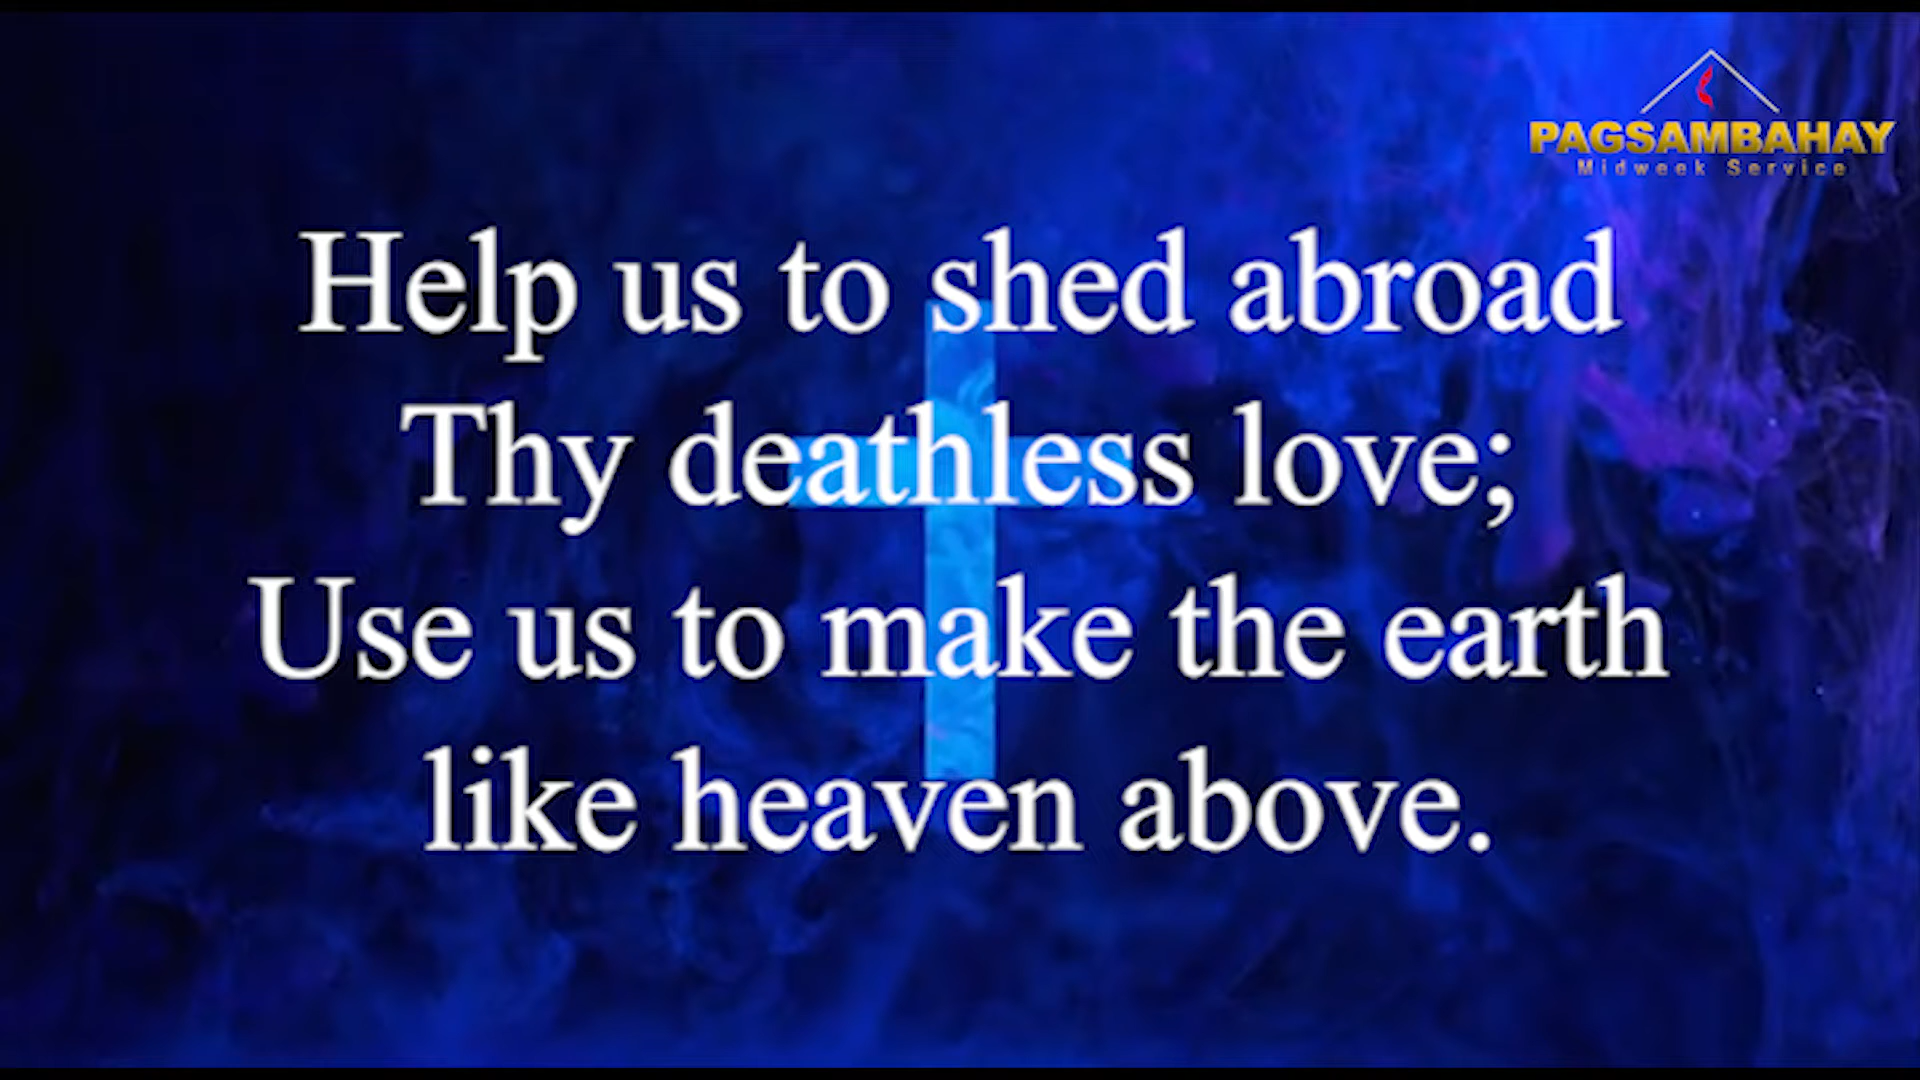 PAGSAMBAHAY
Midweek Service
Help us to shed abroad
Thy deathless love;
Use us to make the earth
like heaven above.